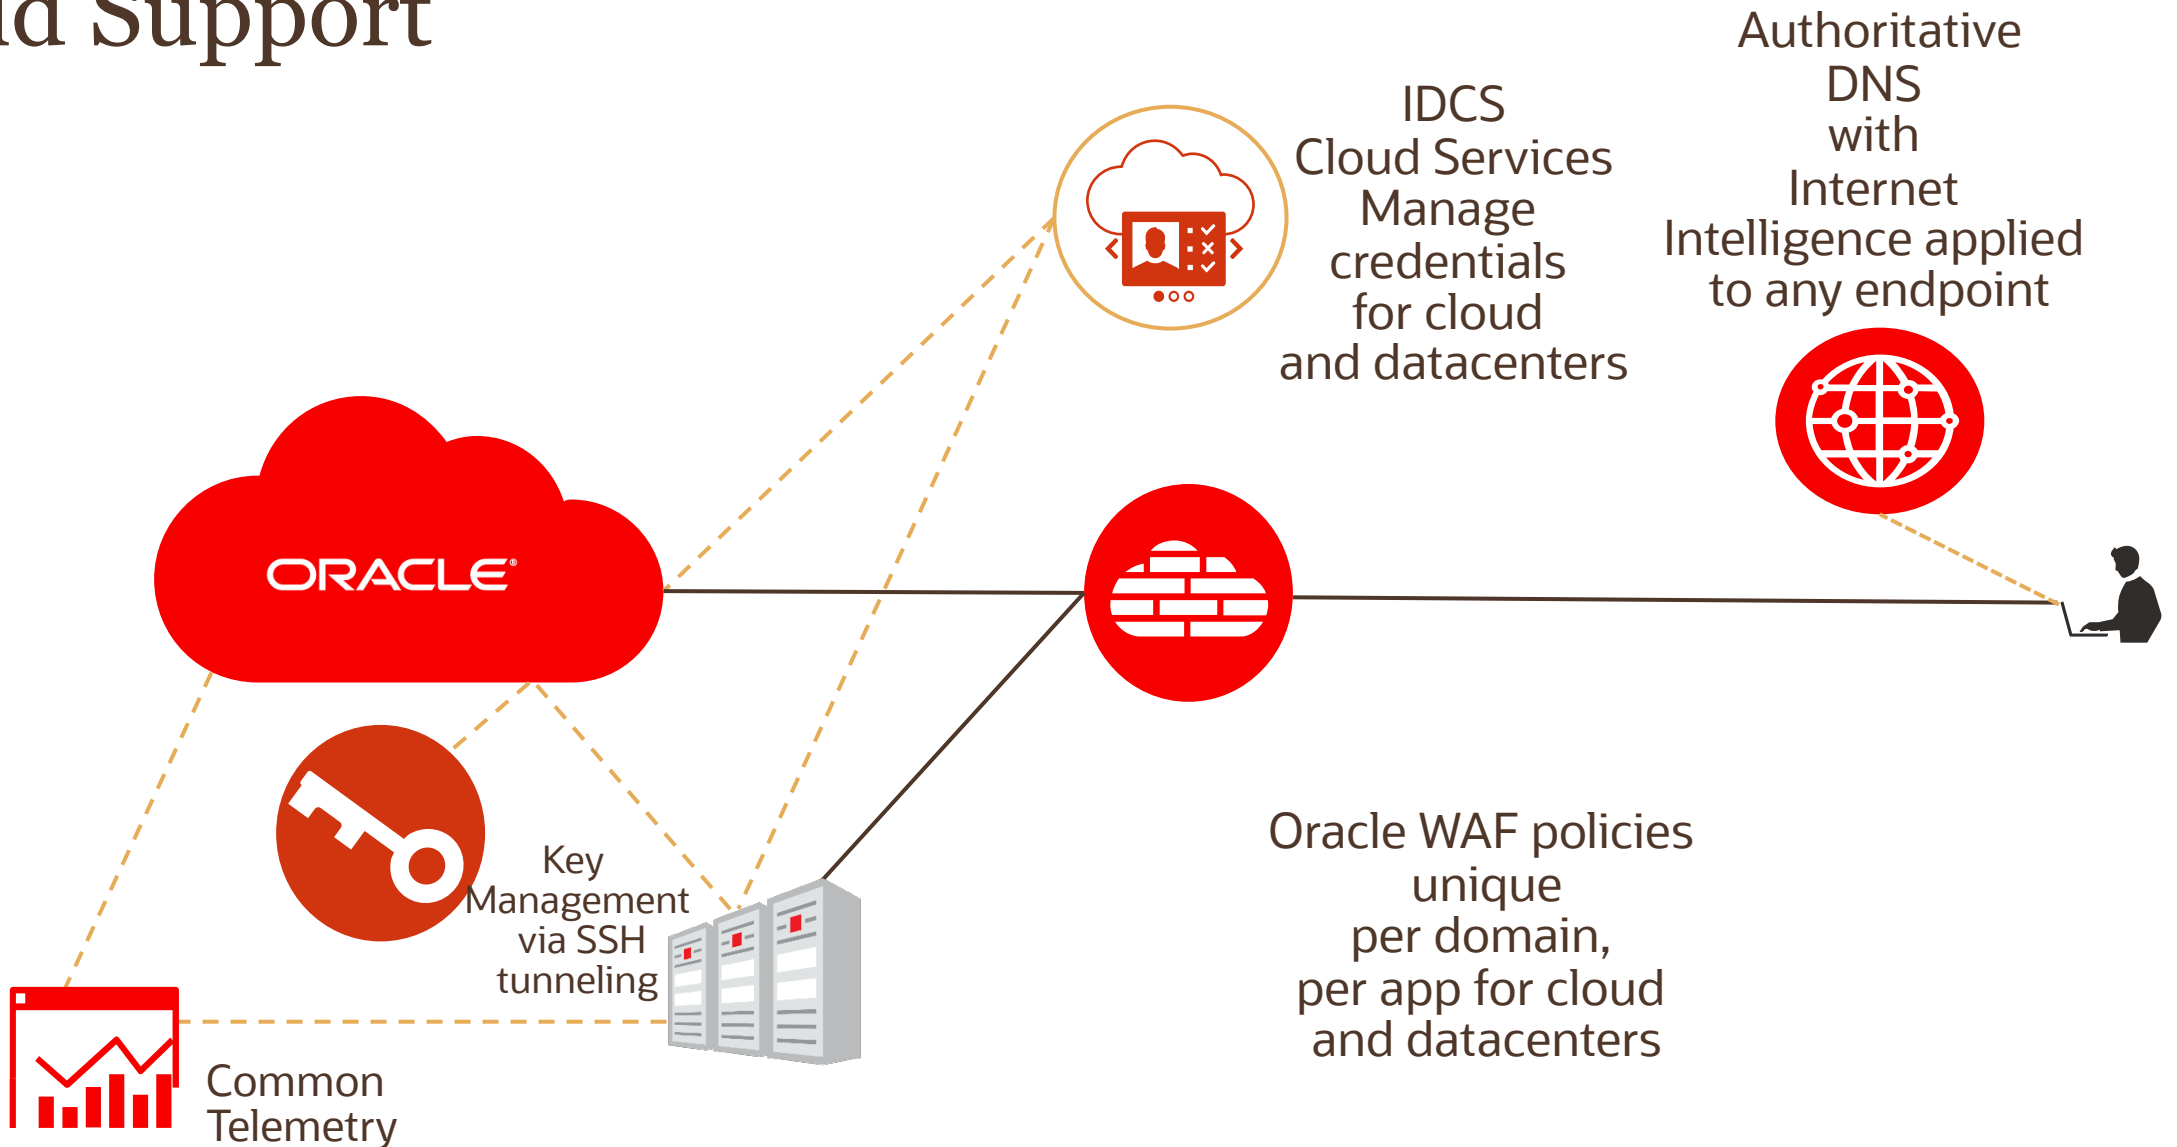 Support
Authoritative
DNS
with
Internet
Intelligence applied
to any endpoint
IDCS
Cloud Services
Manage
credentials
for cloud
and datacenters
ORACLE®
Key
Management
via SSH
tunneling
Oracle WAF policies
unique
per domain,
per app for cloud
and datacenters
Common
Telemetry